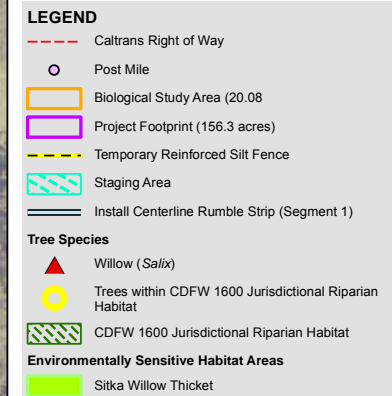 LEGEND
Caltrans Right of Way
Post Mile
Biological Study Area (20.08
Project Footprint (156.3 acres)
Temporary Reinforced Silt Fence
Staging Area
Install Centerline Rumble Strip (Segment 1)
Tree Species
Willow (Salix)
Trees within CDFW 1600 Jurisdictional Riparian
Habitat
CDFW 1600 Jurisdictional Riparian Habitat
Environmentally Sensitive Habitat Areas
Sitka Willow Thicket